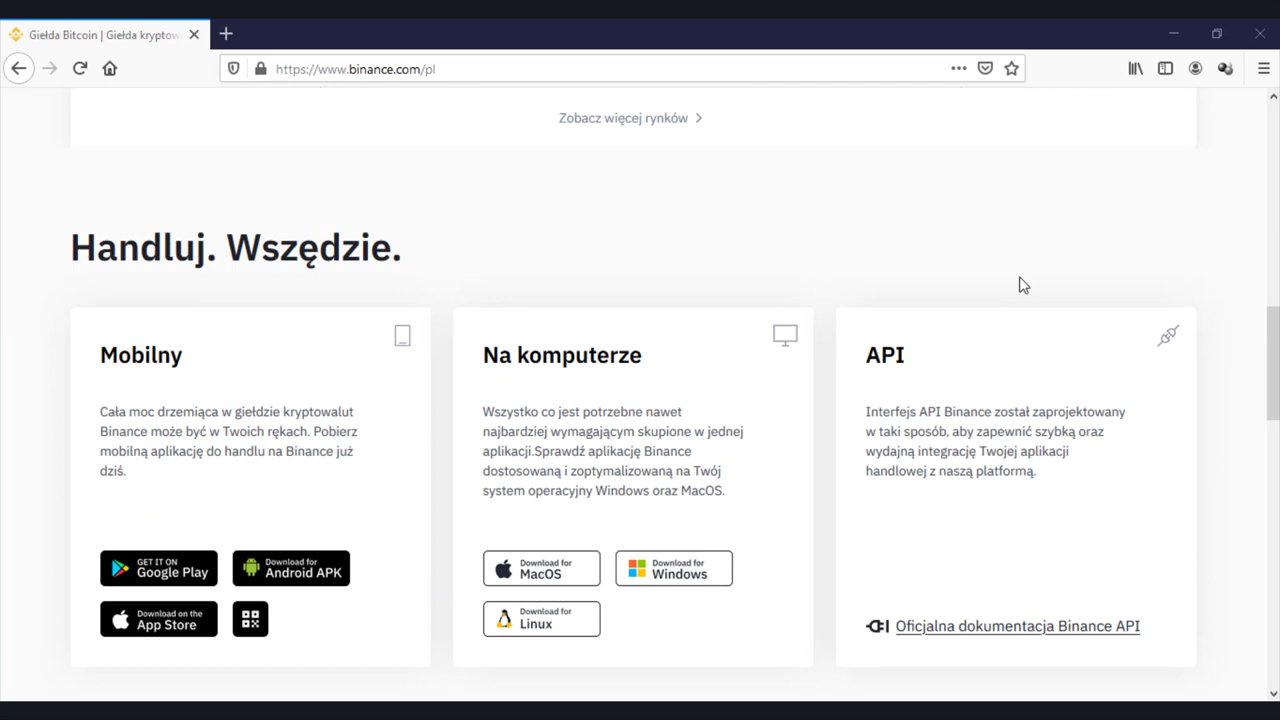 Giełda Bitcoin | Giełda kryptow
https://www.binance.com/pl
Zobacz więcej rynków
Handluj. Wszędzie.
Mobilny
Cała moc drzemiąca w giełdzie kryptowalut
Binance może być w Twoich rękach. Pobierz
mobilną aplikację do handlu na Binance już
dziś.
GET IT ON
Google Play
Download for
Android APK
Download on the
App Store
Na komputerze
Wszystko co jest potrzebne nawet
najbardziej wymagającym skupione w jednej
aplikacji.Sprawdź aplikację Binance
dostosowaną i zoptymalizowaną na Twój
system operacyjny Windows oraz MacOS.
Download for
MacOS
Download for
Windows
Download for
Linux
API
Interfejs API Binance został zaprojektowany
w taki sposób, aby zapewnić szybką oraz
wydajną integrację Twojej aplikacji
handlowej z naszą platformą.
Oficjalna dokumentacja Binance API